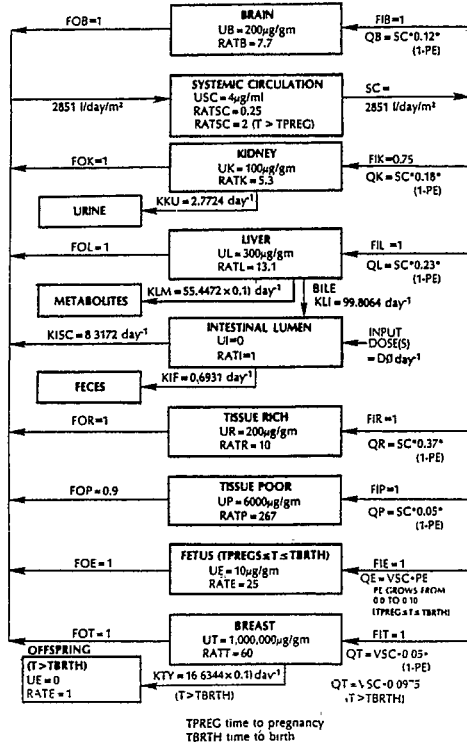 FOB=1
BRAIN
UB=200μg/gm
RATB=7.7
FIB=1
QB=SC*0.12*
(1-PE)
2851 l/day/m²
SYSTEMIC CIRCULATION
USC=4μg/ml
RATSC=0.25
RATSC=2 (T > TPREG)
SC=
2851 l/day/m²
FOK=1
KIDNEY
UK=100μg/gm
RATK=5.3
FIK=0.75
QK=SC*0.18*
(1-PE)
URINE
KKU=2.7724 day⁻¹
FOL=1
LIVER
UL=300μg/gm
RATL=13.1
FIL =1
QL=SC*0.23*
(1-PE)
METABOLITES
KLM=55.4472×0.1) day⁻¹
BILE
KLI=99.8064 day⁻¹
KISC=8.3172 day⁻¹
INTESTINAL LUMEN
UI=0
RATI=1
INPUT
DOSE(S)
=DØ day⁻¹
FECES
KIF=0.6931 day⁻¹
FOR=1
TISSUE RICH
UR=200μg/gm
RATR=10
FIR=1
QR=SC*0.37*
(1-PE)
FOP=0.9
TISSUE POOR
UP=6000μg/gm
RATP=267
FIP=1
QP=SC*0.05*
(1-PE)
FOE=1
FETUS (TPREGS≤T≤TBRTH)
UE=10μg/gm
RATE=25
FIE=1
QE=VSC*PE
PE GROWS FROM
0.0 TO 0.10
(TPREG≤T≤TBRTH)
FOT=1
BREAST
UT=1,000,000μg/gm
RATT=60
FIT=1
QT=VSC*0.05*
(1-PE)
OFFSPRING
(T>TBRTH)
UE=0
RATE=1
KTY=16.6344×0.1) day⁻¹
(T>TBRTH)
QT=VSC*0.0975
(T>TBRTH)
TPREG time to pregnancy
TBRTH time to birth